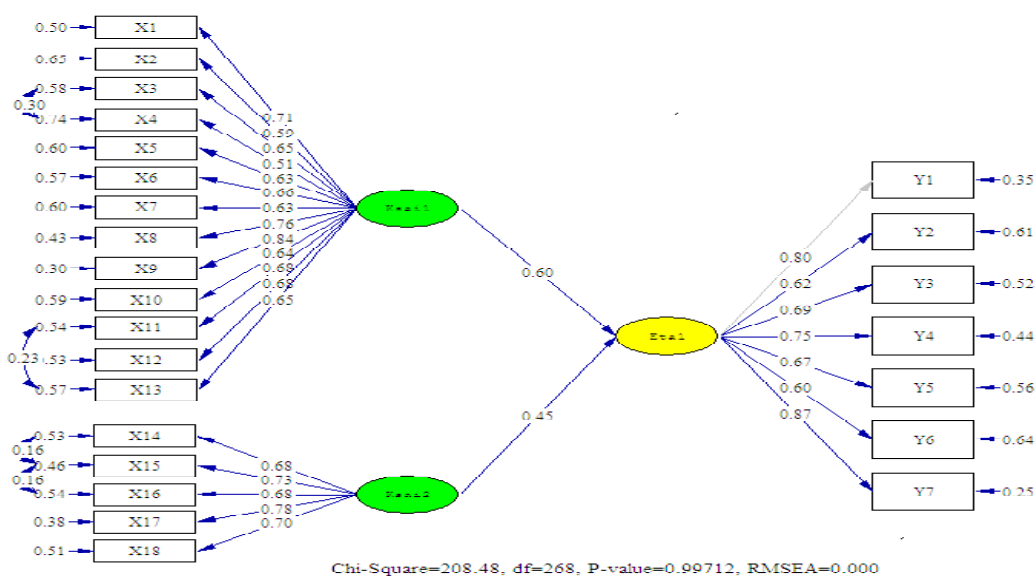 0.50 X1
0.65 X2
0.58 X3
0.30
0.74 X4
0.60 X5
0.57 X6
0.60 X7
0.43 X8
0.30 X9
0.59 X10
0.54 X11
0.23
0.53 X12
0.57 X13
0.71
0.59
0.65
0.51
0.63
0.66
0.63
0.76
0.84
0.64
0.68
0.68
0.65
Ksai1
0.60
0.53 X14
0.16
0.46 X15
0.16
0.54 X16
0.38 X17
0.51 X18
0.68
0.73
0.68
0.78
0.70
Ksai2
0.45
Eta1
0.80
0.62
0.69
0.75
0.67
0.60
0.87
Y1 0.35
Y2 0.61
Y3 0.52
Y4 0.44
Y5 0.56
Y6 0.64
Y7 0.25
Chi-Square=208.48, df=268, P-value=0.99712, RMSEA=0.000